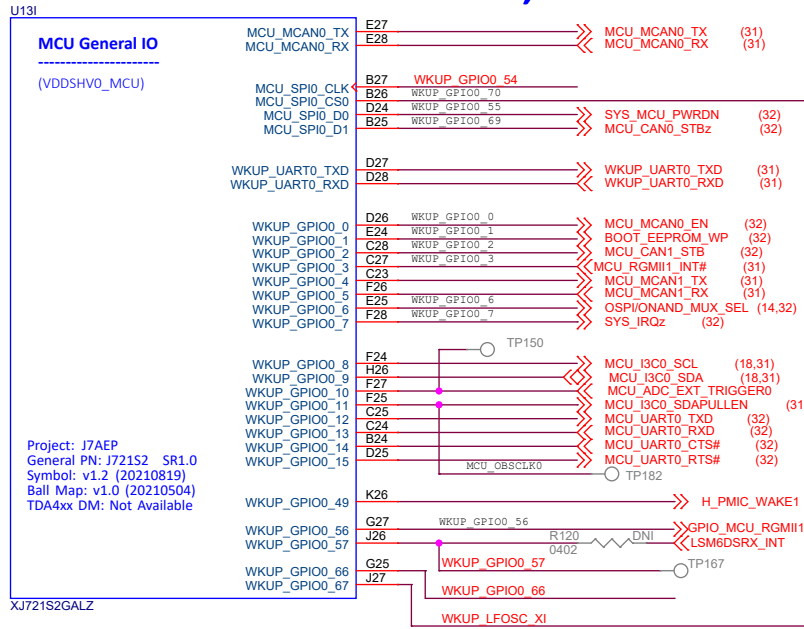 U13I
MCU General IO
---------------------
(VDDSHV0_MCU)
MCU_MCAN0_TX E27 MCU_MCAN0_TX (31)
MCU_MCAN0_RX E28 MCU_MCAN0_RX (31)
MCU_SPI0_CLK B27 WKUP_GPIO0_54
MCU_SPI0_CS0 B26 WKUP_GPIO0_70
MCU_SPI0_D0 D24 WKUP_GPIO0_55 SYS_MCU_PWRDN (32)
MCU_SPI0_D1 B25 WKUP_GPIO0_69 MCU_CAN0_STBz (32)
WKUP_UART0_TXD D27 WKUP_UART0_TXD (31)
WKUP_UART0_RXD D28 WKUP_UART0_RXD (31)
WKUP_GPIO0_0 D26 WKUP_GPIO0_0 MCU_MCAN0_EN (32)
WKUP_GPIO0_1 E24 WKUP_GPIO0_1 BOOT_EEPROM_WP (32)
WKUP_GPIO0_2 C28 WKUP_GPIO0_2 MCU_CAN1_STB (32)
WKUP_GPIO0_3 C27 WKUP_GPIO0_3 MCU_RGMII1_INT# (31)
WKUP_GPIO0_4 C23 MCU_MCAN1_TX (31)
WKUP_GPIO0_5 F26 MCU_MCAN1_RX (31)
WKUP_GPIO0_6 E25 WKUP_GPIO0_6 OSPI/ONAND_MUX_SEL (14,32)
WKUP_GPIO0_7 F28 WKUP_GPIO0_7 SYS_IRQz (32)
TP150
WKUP_GPIO0_8 F24 MCU_I3C0_SCL (18,31)
WKUP_GPIO0_9 H26 MCU_I3C0_SDA (18,31)
WKUP_GPIO0_10 F27 MCU_ADC_EXT_TRIGGER0
WKUP_GPIO0_11 F25 MCU_I3C0_SDAPULLEN (31
WKUP_GPIO0_12 C25 MCU_UART0_TXD (32)
WKUP_GPIO0_13 C24 MCU_UART0_RXD (32)
WKUP_GPIO0_14 B24 MCU_UART0_CTS# (32)
WKUP_GPIO0_15 D25 MCU_UART0_RTS# (32)
MCU_OBSCLK0 TP182
Project: J7AEP
General PN: J721S2 SR1.0
Symbol: v1.2 (20210819)
Ball Map: v1.0 (20210504)
TDA4xx DM: Not Available
WKUP_GPIO0_49 K26 H_PMIC_WAKE1
WKUP_GPIO0_56 G27 WKUP_GPIO0_56 GPIO_MCU_RGMII1
WKUP_GPIO0_57 J26 R120 DNI LSM6DSRX_INT
0402
WKUP_GPIO0_57 TP167
WKUP_GPIO0_66 G25 WKUP_GPIO0_66
WKUP_GPIO0_67 J27 WKUP_LFOSC_XI
XJ721S2GALZ